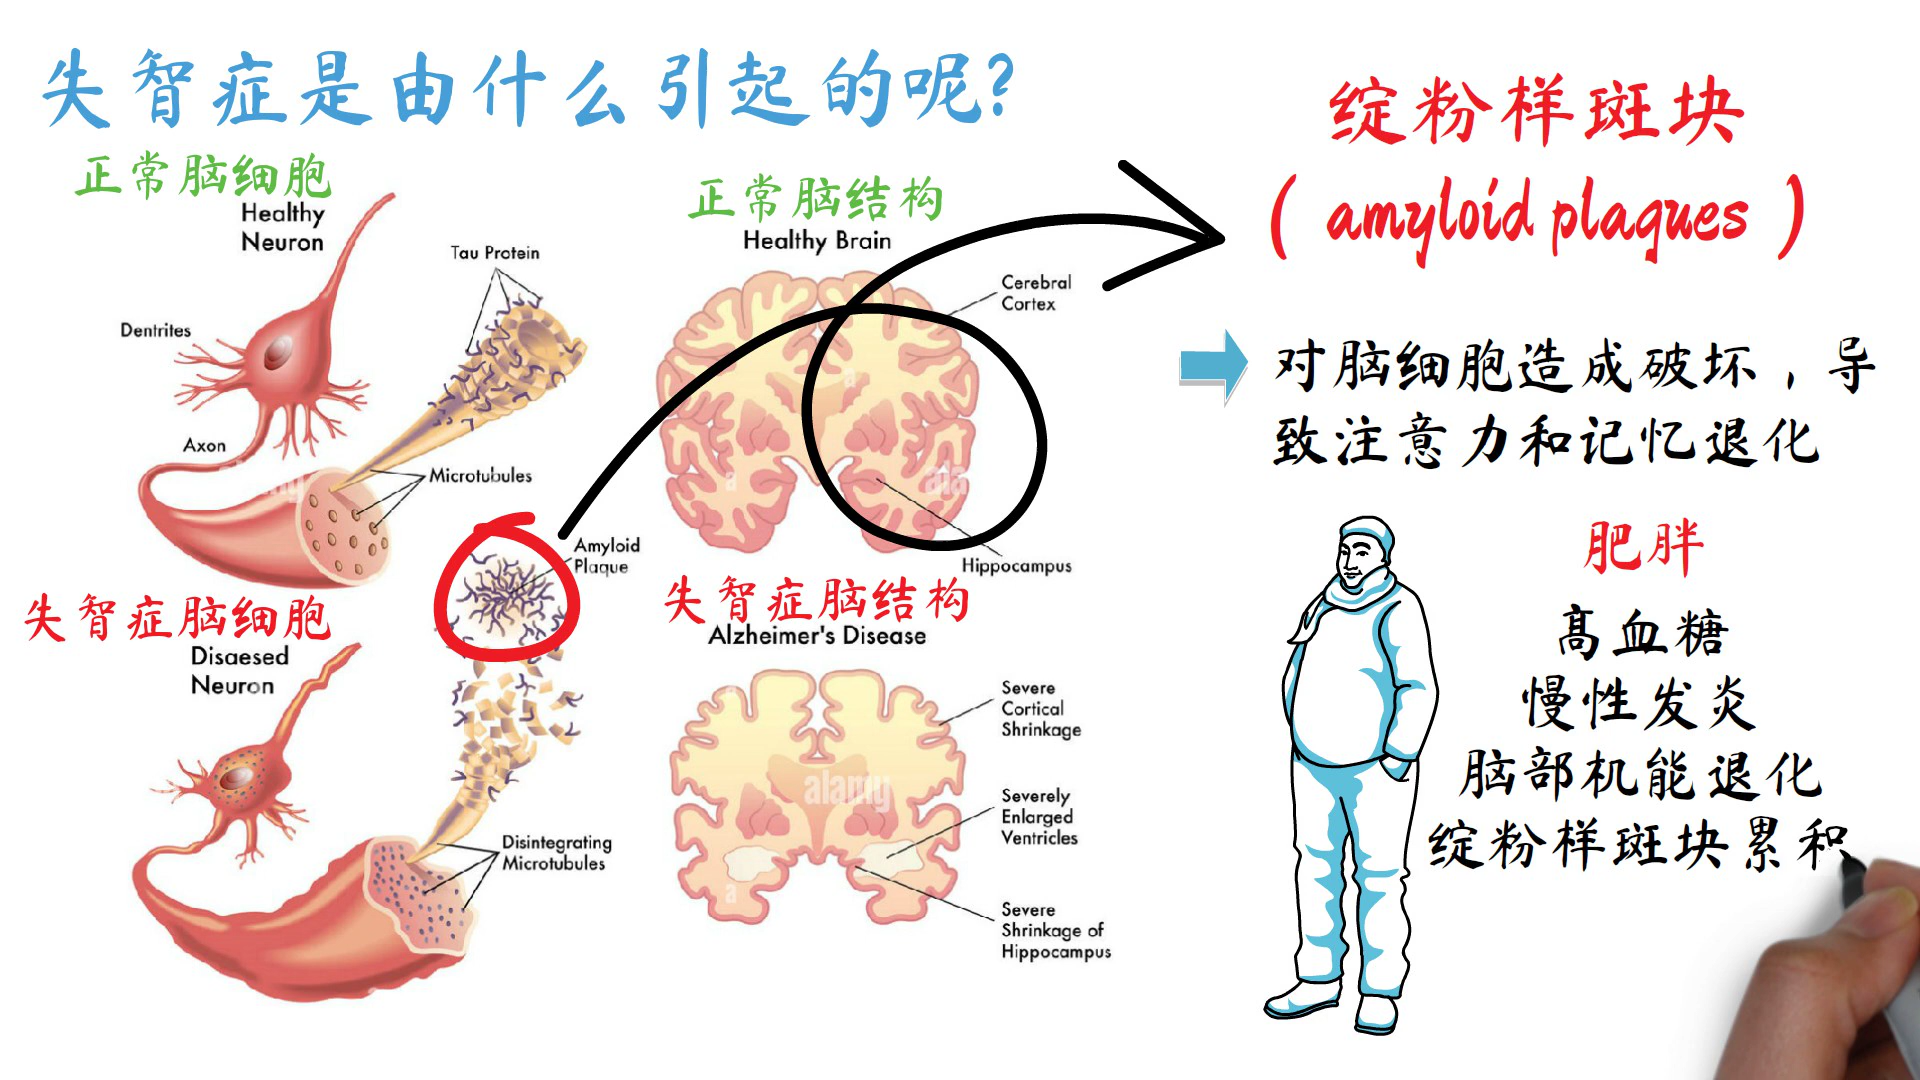 失智症是由什么引起的呢?
正常脑细胞
Healthy
Neuron
Tau Protein
Dentrites
Axon
Microtubules
正常脑结构
Healthy Brain
Cerebral
Cortex
Hippocampus
Amyloid
Plaque
失智症脑细胞
Disaesed
Neuron
Disintegrating
Microtubules
失智症脑结构
Alzheimer's Disease
Severe
Cortical
Shrinkage
Severely
Enlarged
Ventricles
Severe
Shrinkage of
Hippocampus
alamy
绽粉样斑块
( amyloid plaques )
对脑细胞造成破坏，导
致注意力和记忆退化
肥胖
高血糖
慢性发炎
脑部机能退化
绽粉样斑块累